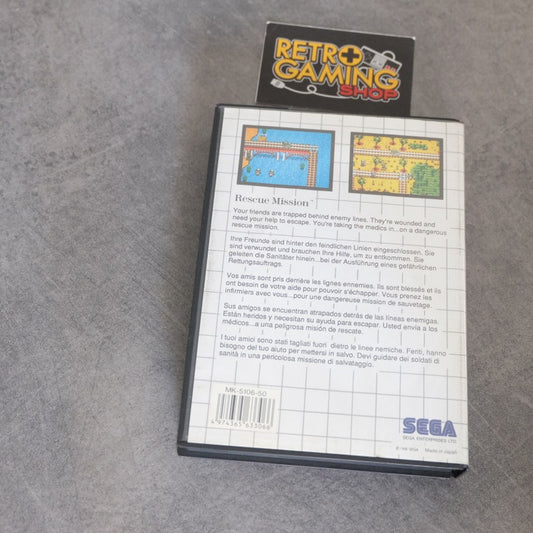 RETRO
GAMING
SHOP
Rescue Mission™
Your friends are trapped behind enemy lines. They're wounded and
need your help to escape. You're taking the medics in...on a dangerous
rescue mission.
Ihre Freunde sind hinter den feindlichen Linien eingeschlossen. Sie
sind verwundet und brauchen Ihre Hilfe, um zu entkommen. Sie
geleiten die Sanitäter hinein...bei der Ausführung eines gefährlichen
Rettungsauftrags.
Vos amis sont pris derrière les lignes ennemies. Ils sont blessés et ils
ont besoin de votre aide pour pouvoir s'échapper. Vous prenez les
infirmiers avec vous...pour une dangereuse mission de sauvetage.
Sus amigos se encuentran atrapados detrás de las líneas enemigas.
Están heridos y necesitan su ayuda para escapar. Usted envía a los
médicos...a una peligrosa misión de rescate.
I tuoi amici sono stati tagliati fuori dietro le linee nemiche. Feriti, hanno
bisogno del tuo aiuto per mettersi in salvo. Devi guidare dei soldati di
sanità in una pericolosa missione di salvataggio.
MK-5106-50
4 974365 633066
SEGA
SEGA ENTERPRISES LTD.
Made in Japan